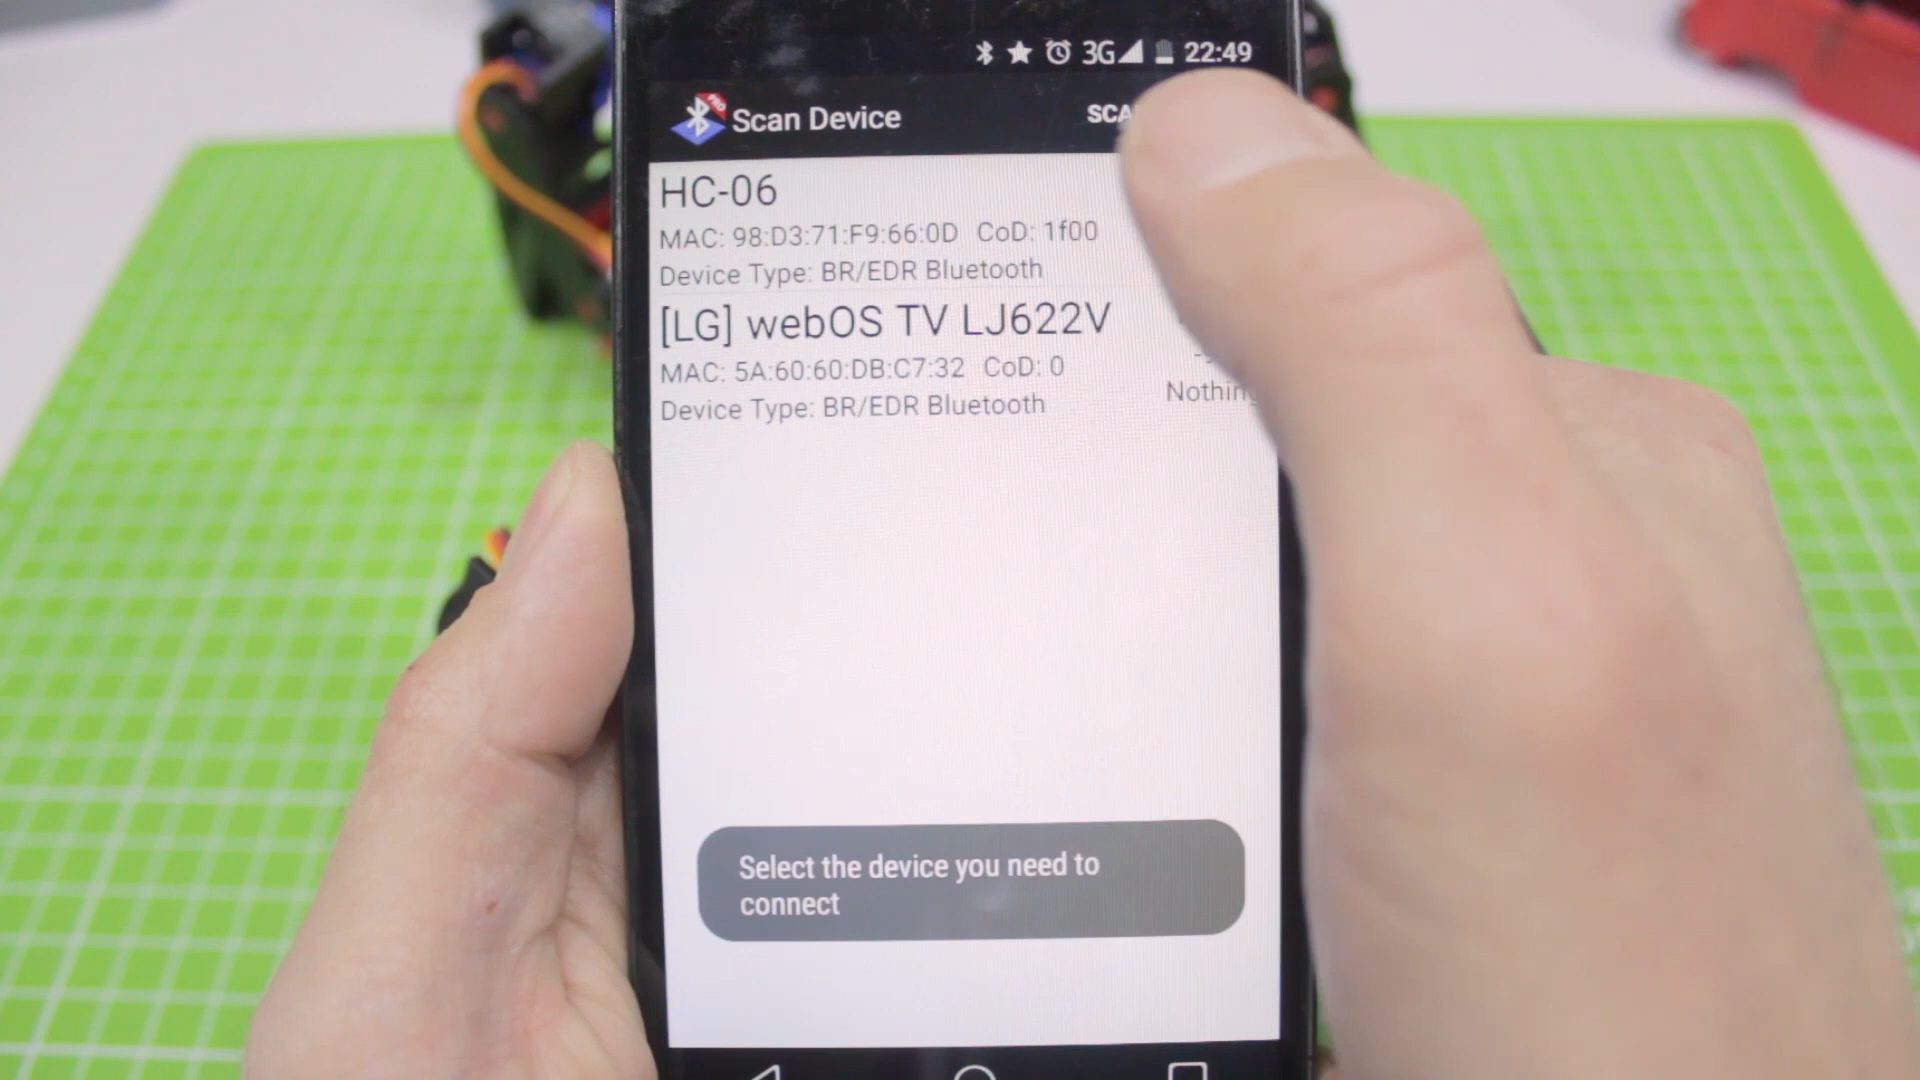 3G 22:49
PRO
Scan Device
HC-06
MAC: 98:D3:71:F9:66:0D CoD: 1f00
Device Type: BR/EDR Bluetooth
[LG] webOS TV LJ622V
MAC: 5A:60:60:DB:C7:32 CoD: 0
Device Type: BR/EDR Bluetooth
Select the device you need to
connect